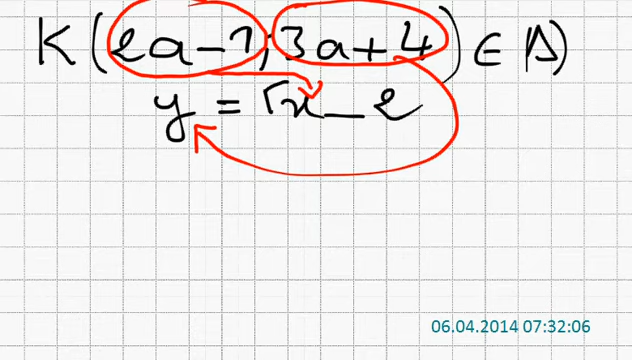 K(2a-1; 3a+4) ∈ (Δ)
y = 5x - 2
06.04.2014 07:32:06